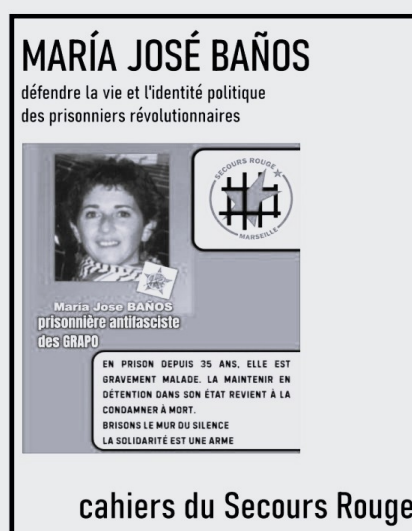 MARÍA JOSÉ BAÑOS
défendre la vie et l'identité politique
des prisonniers révolutionnaires
SECOURS ROUGE
MARSEILLE
Maria Jose BAÑOS
prisonnière antifasciste
des GRAPO
EN PRISON DEPUIS 35 ANS, ELLE EST
GRAVEMENT MALADE. LA MAINTENIR EN
DÉTENTION DANS SON ÉTAT REVIENT À LA
CONDAMNER À MORT.
BRISONS LE MUR DU SILENCE
LA SOLIDARITÉ EST UNE ARME
cahiers du Secours Rouge